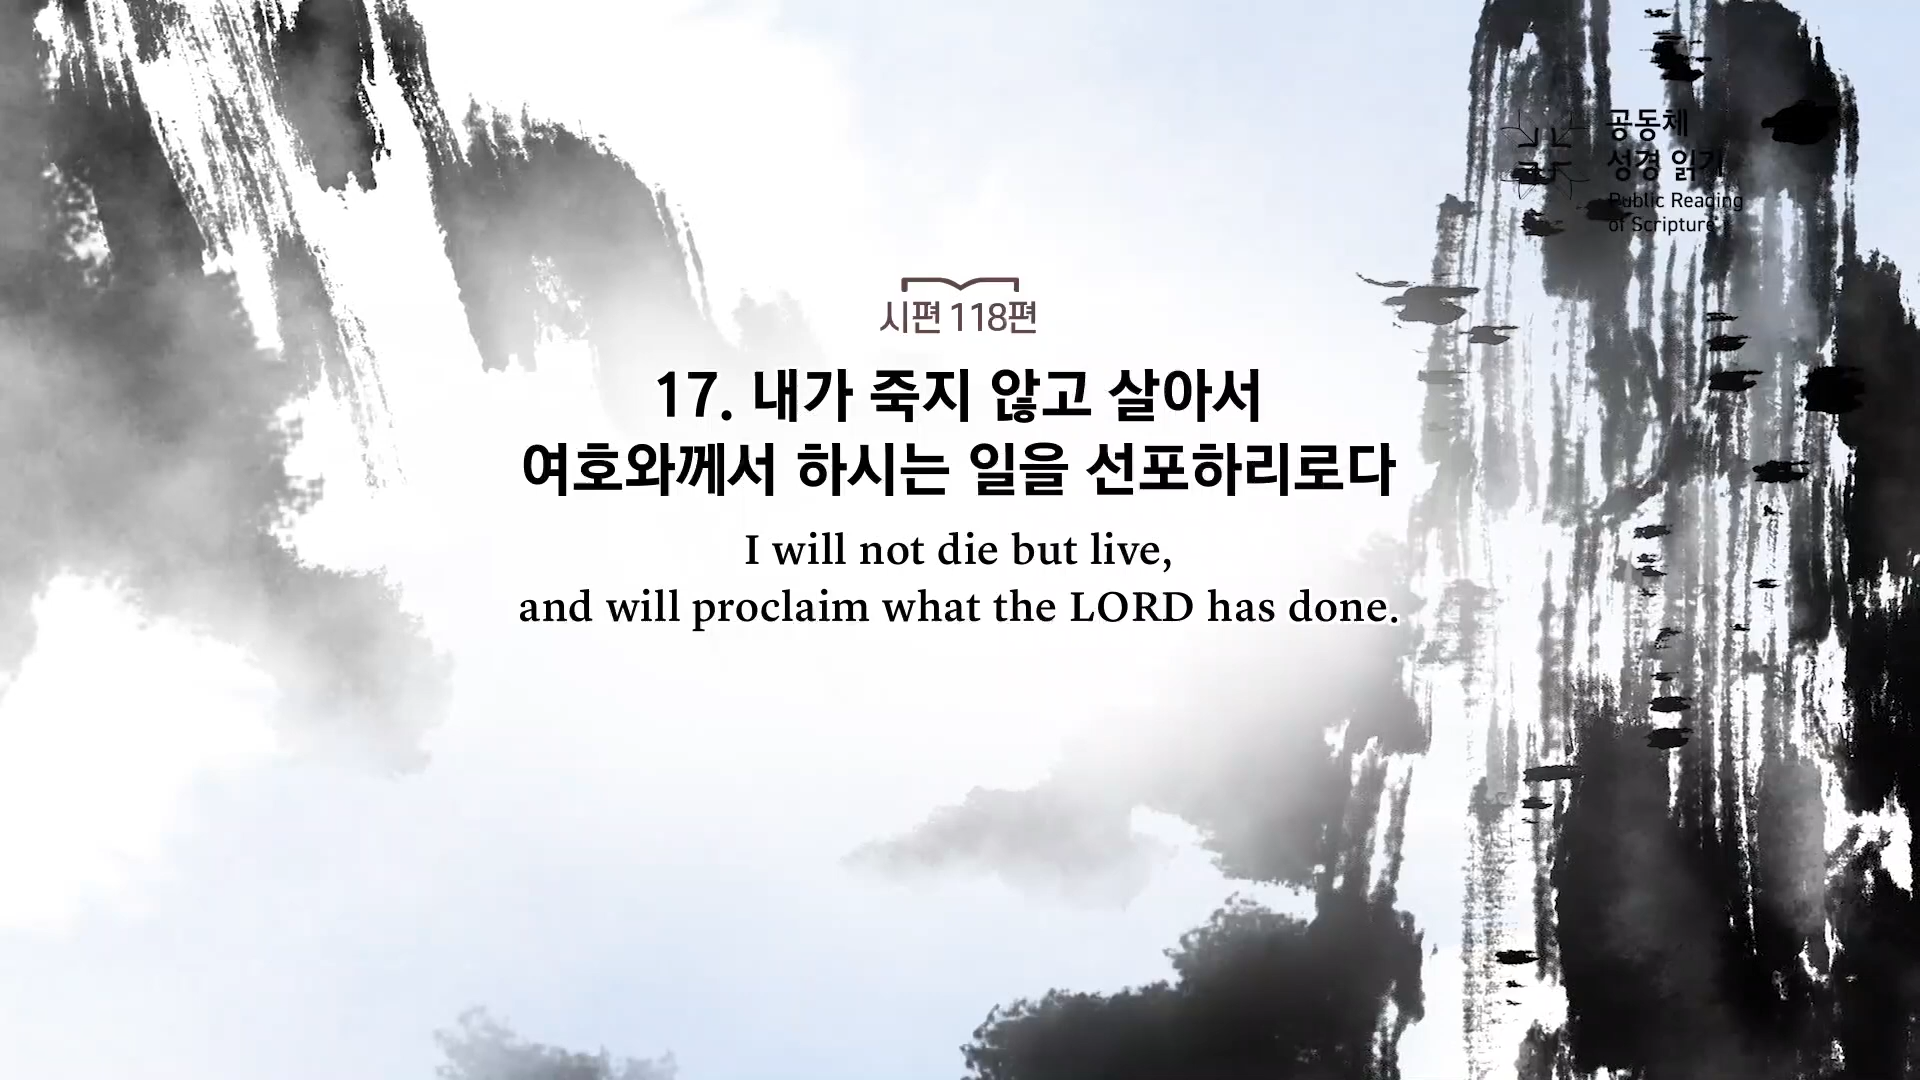 공동체
성경 읽기
Public Reading
of Scripture
시편 118편
17. 내가 죽지 않고 살아서
여호와께서 하시는 일을 선포하리로다
I will not die but live,
and will proclaim what the LORD has done.